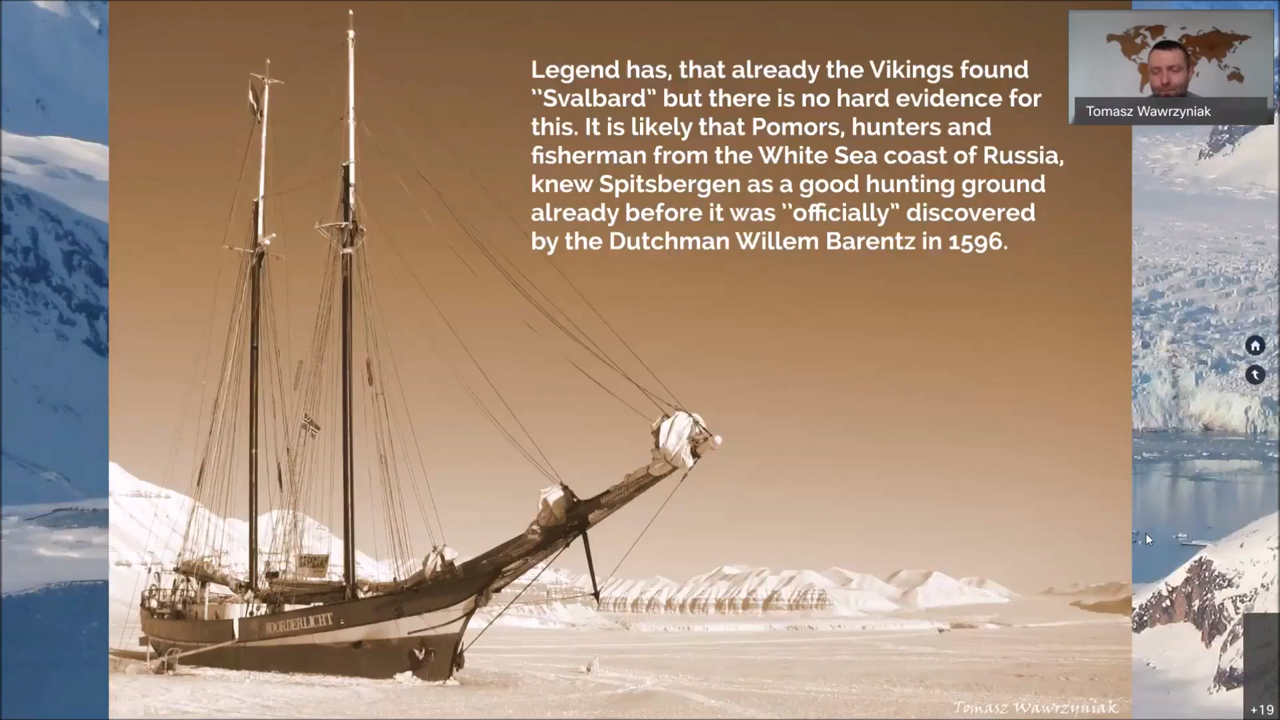 Legend has, that already the Vikings found
‵‵Svalbard” but there is no hard evidence for
this. It is likely that Pomors, hunters and
fisherman from the White Sea coast of Russia,
knew Spitsbergen as a good hunting ground
already before it was ‵‵officially” discovered
by the Dutchman Willem Barentz in 1596.
Tomasz Wawrzyniak
NOORDERLICHT
Tomasz Wawrzyniak
+19